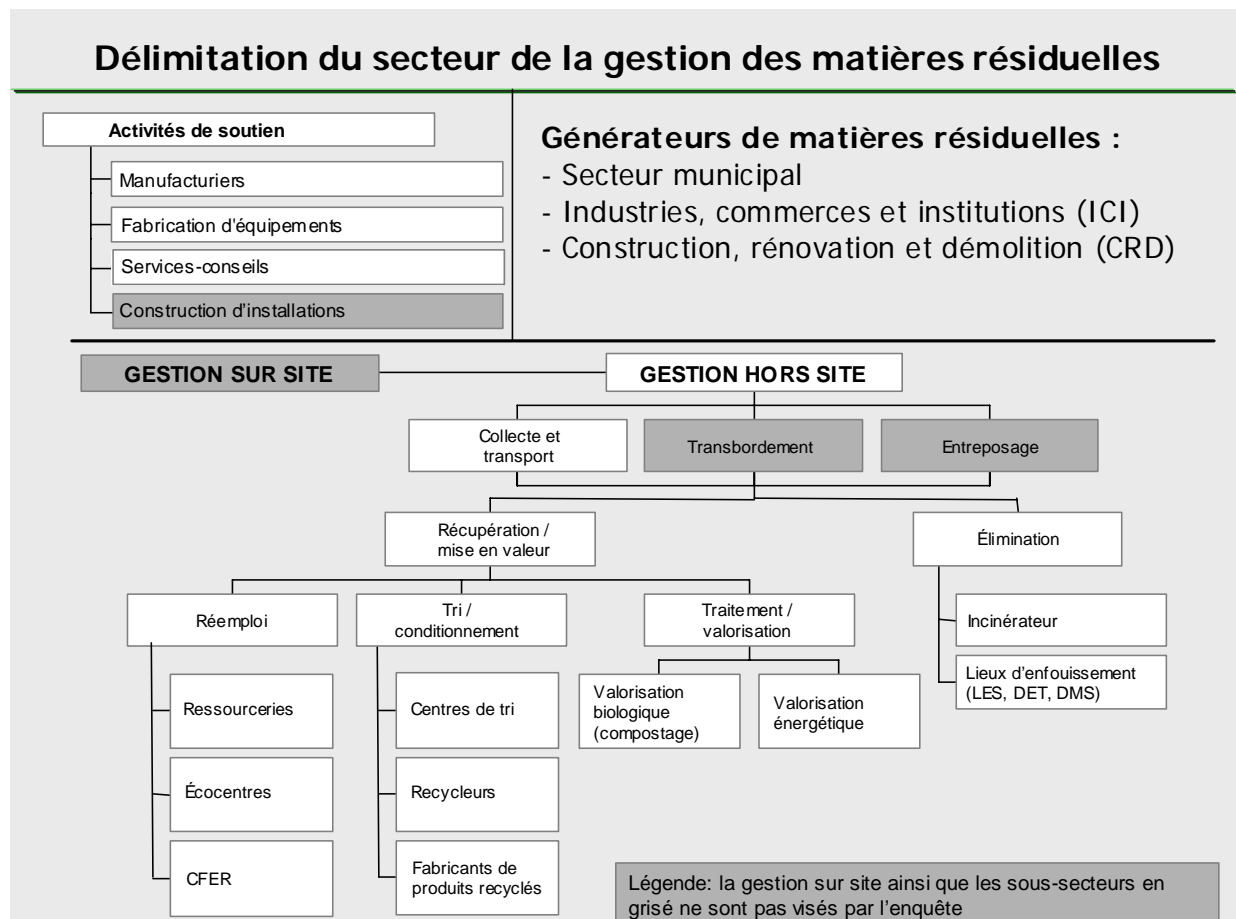 Délimitation du secteur de la gestion des matières résiduelles
Activités de soutien
Manufacturiers
Fabrication d'équipements
Services-conseils
Construction d'installations
Générateurs de matières résiduelles :
- Secteur municipal
- Industries, commerces et institutions (ICI)
- Construction, rénovation et démolition (CRD)
GESTION SUR SITE
GESTION HORS SITE
Collecte et
transport
Transbordement
Entreposage
Récupération /
mise en valeur
Élimination
Réemploi
Tri /
conditionnement
Traitement /
valorisation
Incinérateur
Lieux d'enfouissement
(LES, DET, DMS)
Ressourceries
Centres de tri
Valorisation
biologique
(compostage)
Valorisation
énergétique
Écocentres
Recycleurs
CFER
Fabricants de
produits recyclés
Légende: la gestion sur site ainsi que les sous-secteurs en
grisé ne sont pas visés par l'enquête